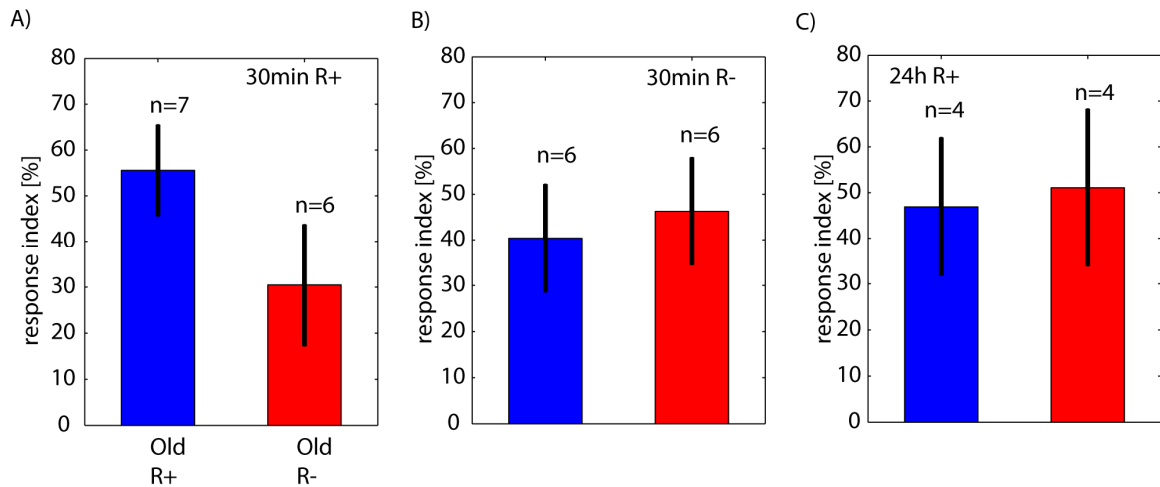 A)
response index [%]
80
70
60
50
40
30
20
10
0
30min R+
n=7
n=6
Old
R+
Old
R-
B)
response index [%]
80
70
60
50
40
30
20
10
0
30min R-
n=6
n=6
C)
response index [%]
80
70
60
50
40
30
20
10
0
24h R+
n=4
n=4